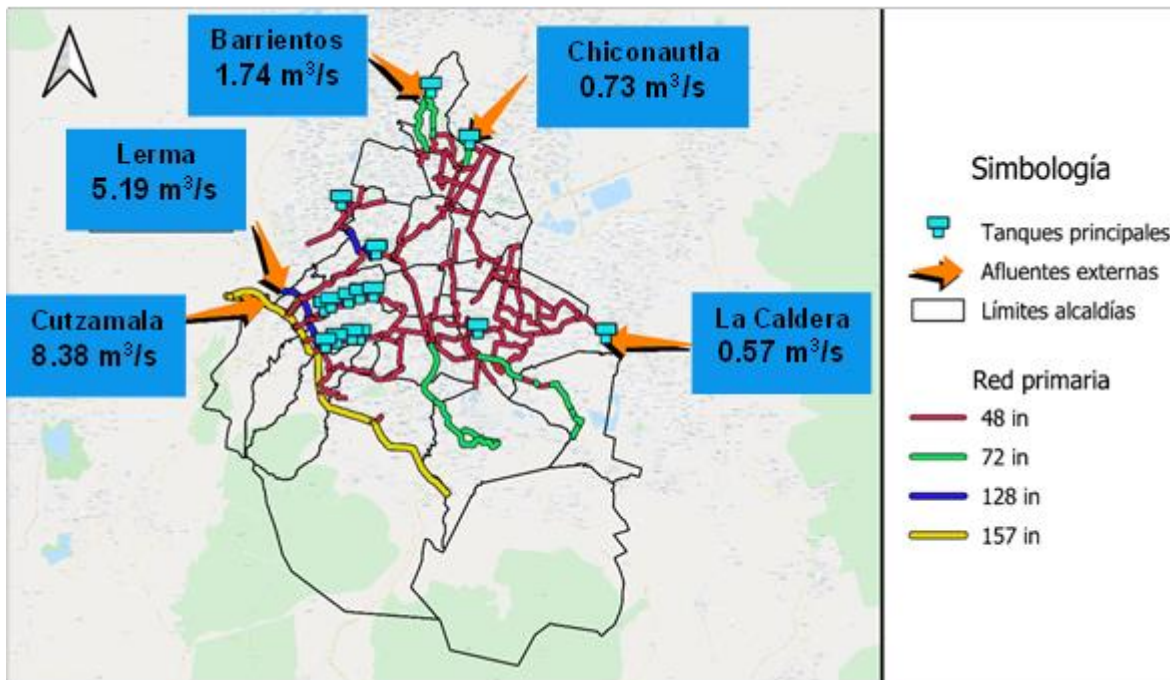 Barrientos
1.74 m³/s
Chiconautla
0.73 m³/s
Lerma
5.19 m³/s
Cutzamala
8.38 m³/s
La Caldera
0.57 m³/s
Simbología
Tanques principales
Afluentes externas
Límites alcaldías
Red primaria
48 in
72 in
128 in
157 in